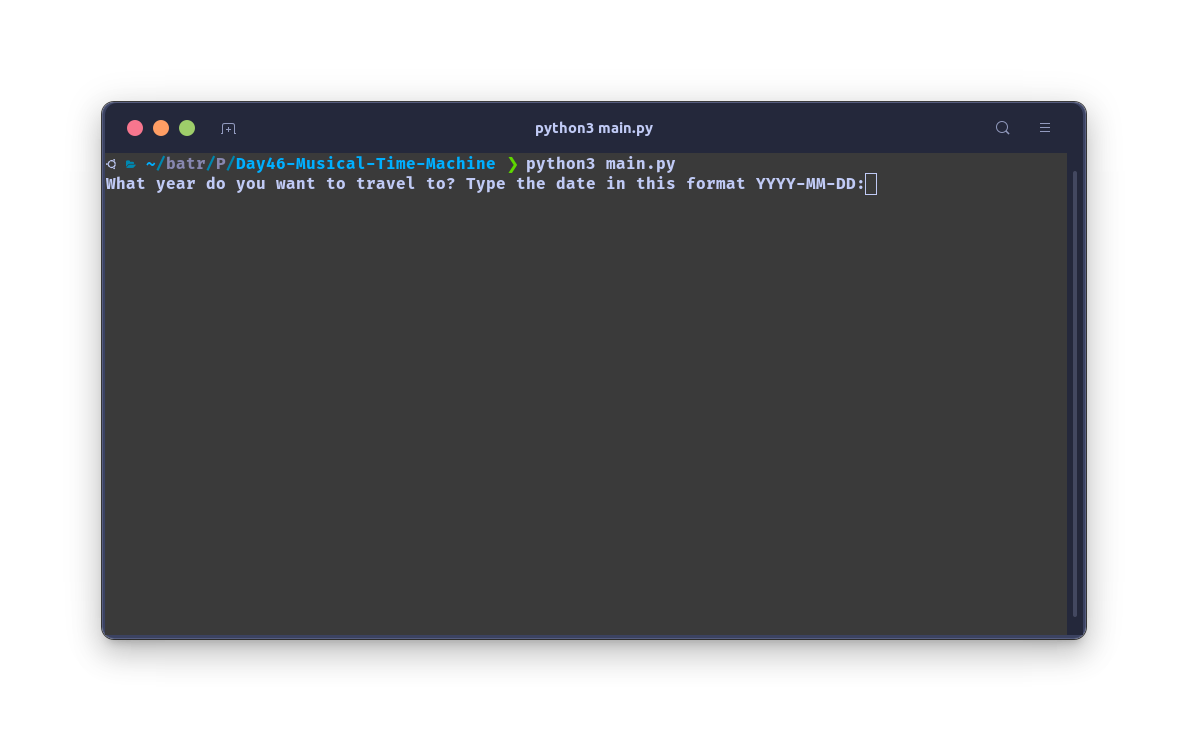 python3 main.py
~/batr/P/Day46-Musical-Time-Machine ❯ python3 main.py
What year do you want to travel to? Type the date in this format YYYY-MM-DD: